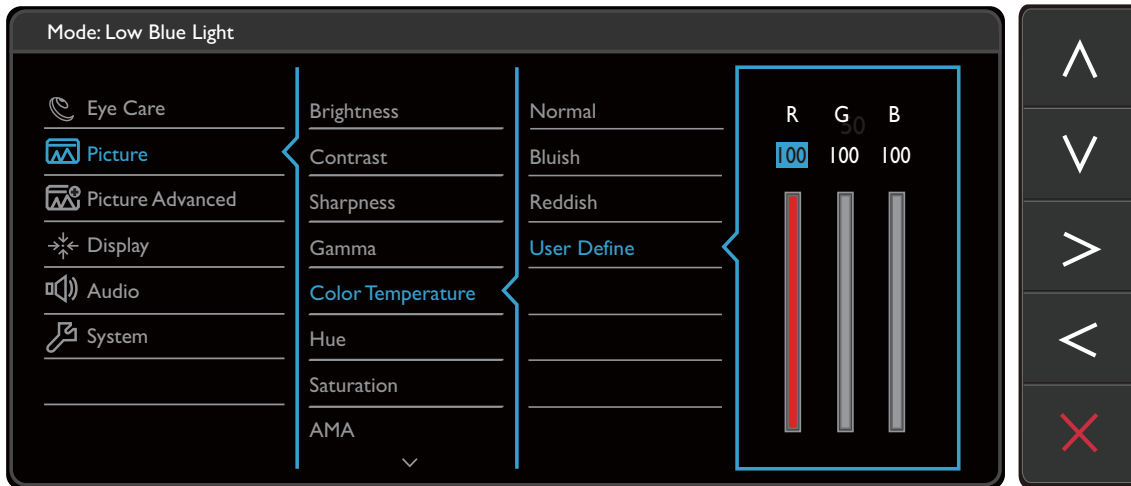 Mode: Low Blue Light
Eye Care
Picture
Picture Advanced
Display
Audio
System
Brightness
Contrast
Sharpness
Gamma
Color Temperature
Hue
Saturation
AMA
Normal
Bluish
Reddish
User Define
R G B
50
100 100 100